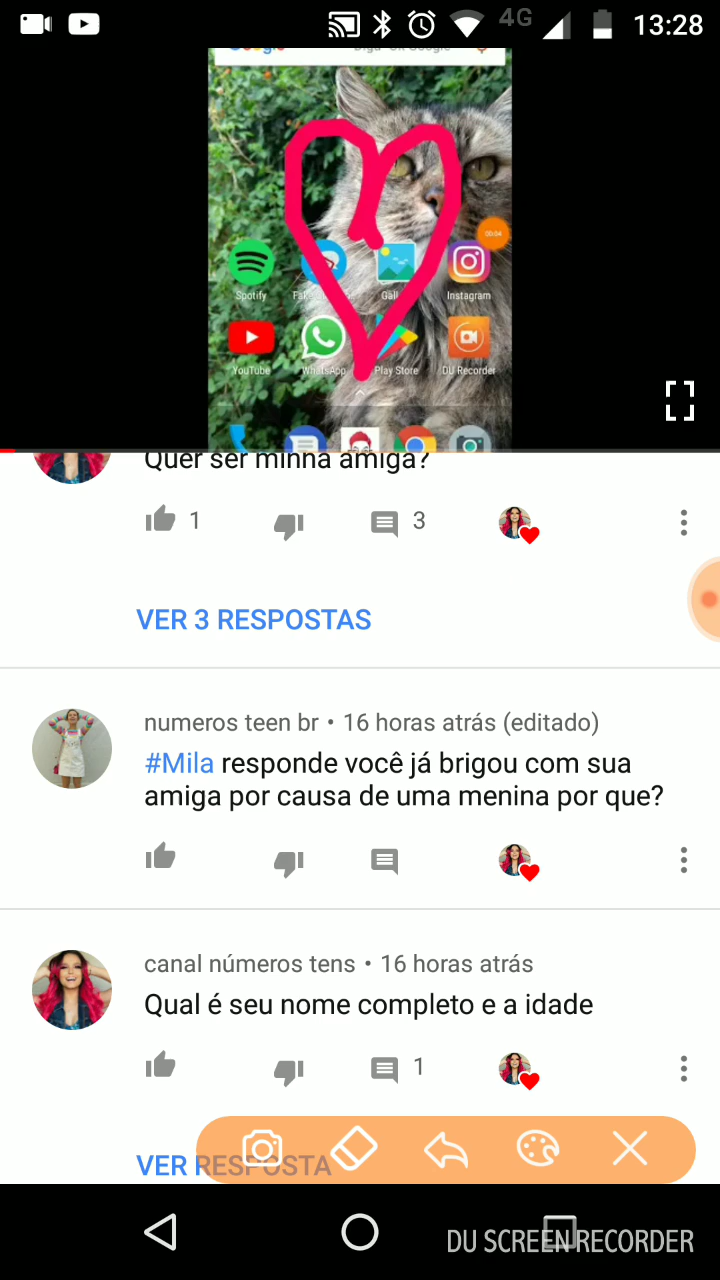 4G 13:28
Google
00:04
Spotify
Gall
Instagram
YouTube
WhatsApp
Play Store
DU Recorder
Quer ser minha amiga?
1
3
VER 3 RESPOSTAS
numeros teen br • 16 horas atrás (editado)
#Mila responde você já brigou com sua
amiga por causa de uma menina por que?
canal números tens • 16 horas atrás
Qual é seu nome completo e a idade
1
VER RESPOSTA
DU SCREEN RECORDER